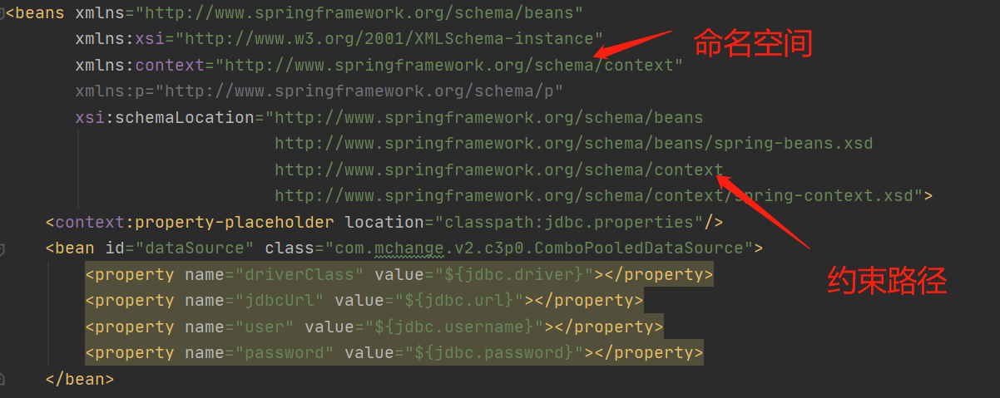 <beans xmlns="http://www.springframework.org/schema/beans"
xmlns:xsi="http://www.w3.org/2001/XMLSchema-instance"
命名空间
xmlns:context="http://www.springframework.org/schema/context"
xmlns:p="http://www.springframework.org/schema/p"
xsi:schemaLocation="http://www.springframework.org/schema/beans
http://www.springframework.org/schema/beans/spring-beans.xsd
http://www.springframework.org/schema/context
http://www.springframework.org/schema/context/spring-context.xsd">
<context:property-placeholder location="classpath:jdbc.properties"/>
<bean id="dataSource" class="com.mchange.v2.c3p0.ComboPooledDataSource">
<property name="driverClass" value="${jdbc.driver}"></property>
约束路径
<property name="jdbcUrl" value="${jdbc.url}"></property>
<property name="user" value="${jdbc.username}"></property>
<property name="password" value="${jdbc.password}"></property>
</bean>